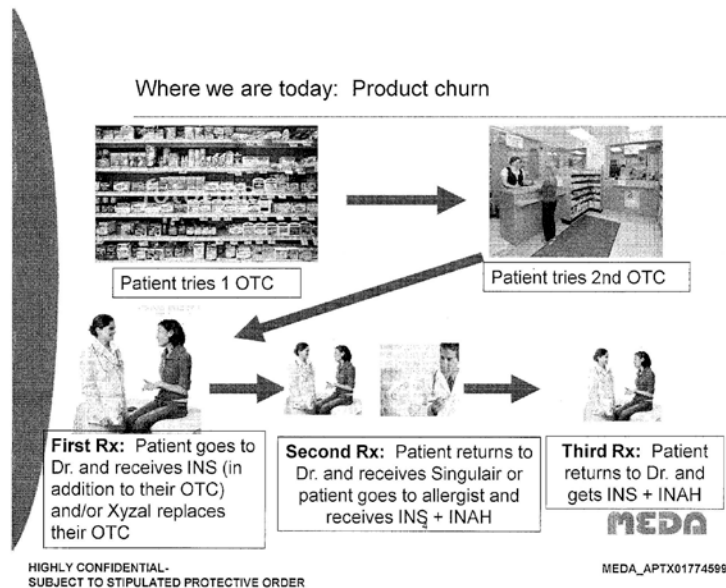 Where we are today: Product churn
Patient tries 1 OTC
Patient tries 2nd OTC
First Rx: Patient goes to
Dr. and receives INS (in
addition to their OTC)
and/or Xyzal replaces
their OTC
Second Rx: Patient returns to
Dr. and receives Singulair or
patient goes to allergist and
receives INS + INAH
Third Rx: Patient
returns to Dr. and
gets INS + INAH
MEDA
HIGHLY CONFIDENTIAL-
SUBJECT TO STIPULATED PROTECTIVE ORDER